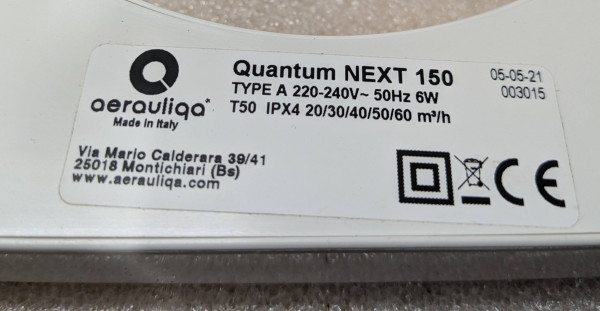 aerauliqa®
Made in Italy
Quantum NEXT 150
TYPE A 220-240V~ 50Hz 6W
T50 IPX4 20/30/40/50/60 m³/h
05-05-21
003015
Via Mario Calderara 39/41
25018 Montichiari (Bs)
www.aerauliqa.com
CE